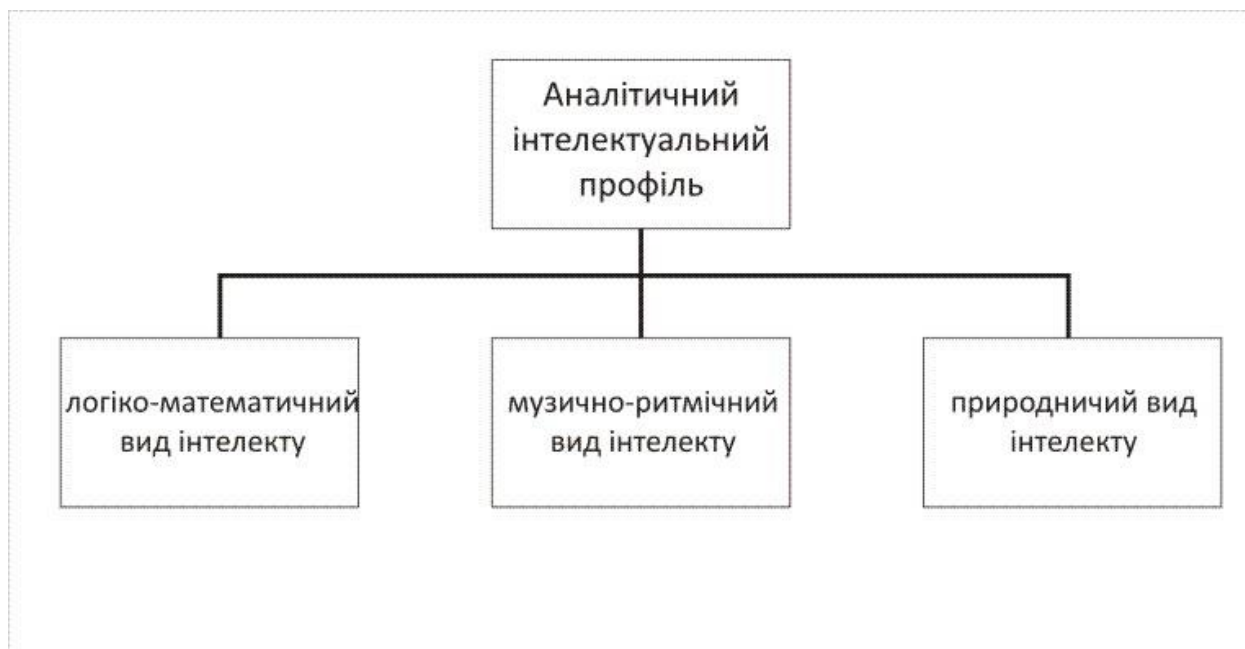 Аналітичний
інтелектуальний
профіль
логіко-математичний
вид інтелекту
музично-ритмічний
вид інтелекту
природничий вид
інтелекту